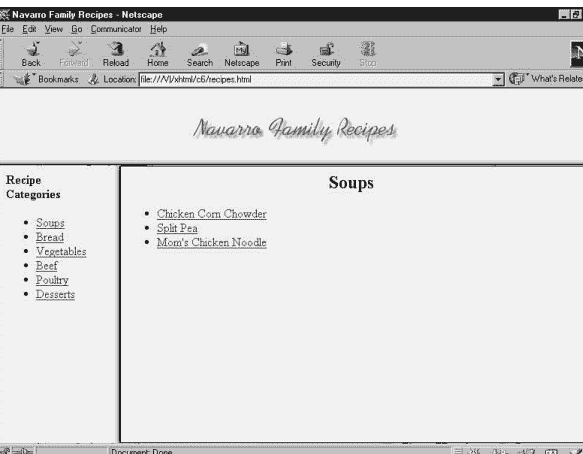 Navarro Family Recipes - Netscape
File Edit View Go Communicator Help
Back Forward Reload Home Search Netscape Print Security Stop
Bookmarks Location: file:///V|/xhtml/c6/recipes.html What's Relate
Navarro Family Recipes
Recipe
Categories
Soups
Bread
Vegetables
Beef
Poultry
Desserts
Soups
Chicken Corn Chowder
Split Pea
Mom's Chicken Noodle
Document: Done